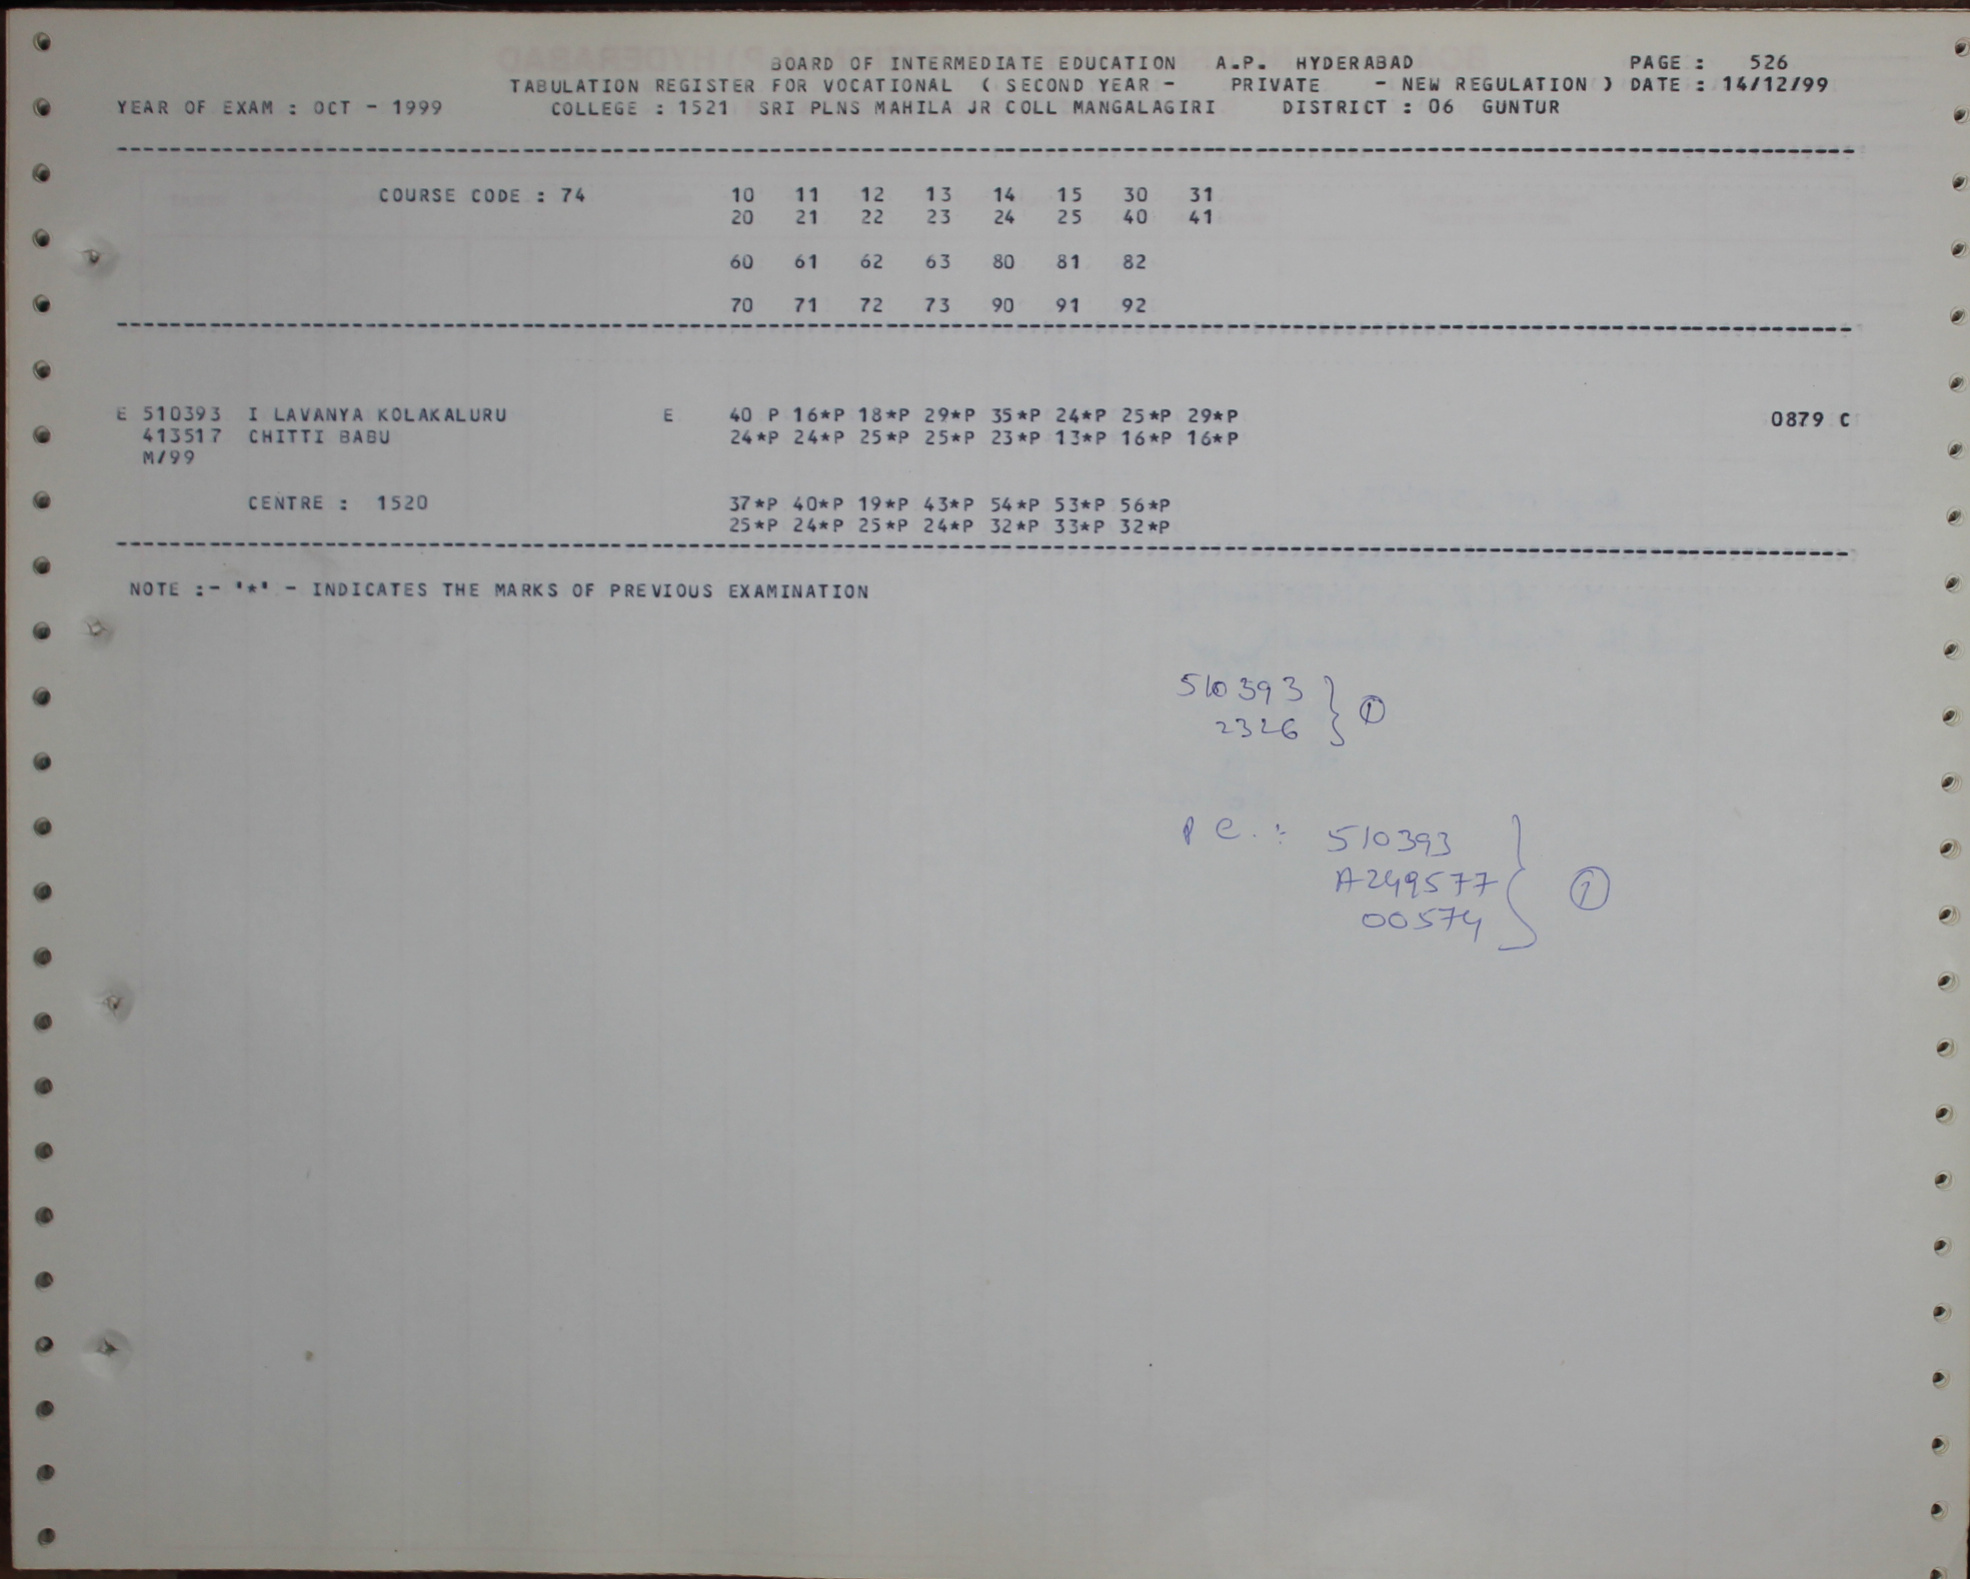 BOARD OF INTERMEDIATE EDUCATION A.P. HYDERABAD PAGE : 526
TABULATION REGISTER FOR VOCATIONAL ( SECOND YEAR - PRIVATE - NEW REGULATION ) DATE : 14/12/99
YEAR OF EXAM : OCT - 1999 COLLEGE : 1521 SRI PLNS MAHILA JR COLL MANGALAGIRI DISTRICT : 06 GUNTUR
COURSE CODE : 74 10 11 12 13 14 15 30 31
20 21 22 23 24 25 40 41
60 61 62 63 80 81 82
70 71 72 73 90 91 92
E 510393 I LAVANYA KOLAKALURU E 40 P 16*P 18*P 29*P 35*P 24*P 25*P 29*P 0879 C
413517 CHITTI BABU 24*P 24*P 25*P 25*P 23*P 13*P 16*P 16*P
M/99
CENTRE : 1520 37*P 40*P 19*P 43*P 54*P 53*P 56*P
25*P 24*P 25*P 24*P 32*P 33*P 32*P
NOTE :- '*' - INDICATES THE MARKS OF PREVIOUS EXAMINATION
510393
2326 } ①
P C. : 510393
A249577 } ①
00574